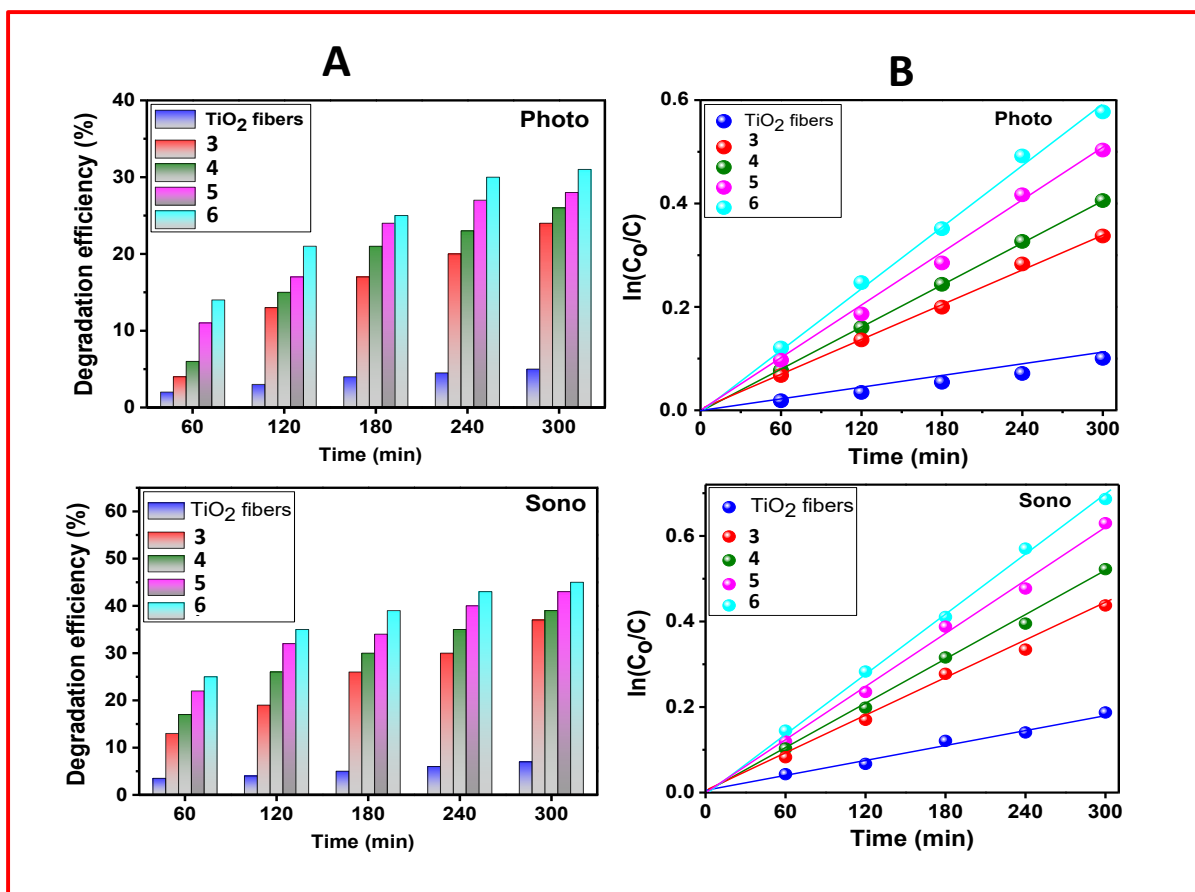 A
B
Degradation efficiency (%)
40
30
20
10
0
TiO2 fibers
3
4
5
6
Photo
60 120 180 240 300
Time (min)
ln(C0/C)
0.6
0.4
0.2
0.0
TiO2 fibers
3
4
5
6
Photo
0 60 120 180 240 300
Time (min)
Degradation efficiency (%)
60
50
40
30
20
10
0
TiO2 fibers
3
4
5
6
Sono
60 120 180 240 300
Time (min)
ln(C0/C)
0.6
0.4
0.2
0.0
TiO2 fibers
3
4
5
6
Sono
0 60 120 180 240 300
Time (min)